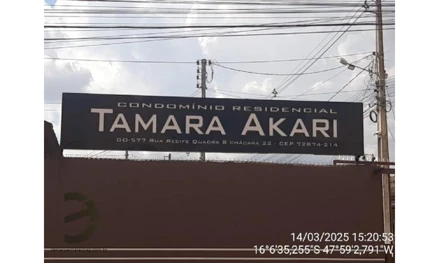 CONDOMÍNIO RESIDENCIAL
TAMARA AKARI
00-577 RUA RECIFE QUADRA 8 CHÁCARA 22 - CEP 72874-214
14/03/2025 15:20:53
16°6'35,255"S 47°59'2,791"W,